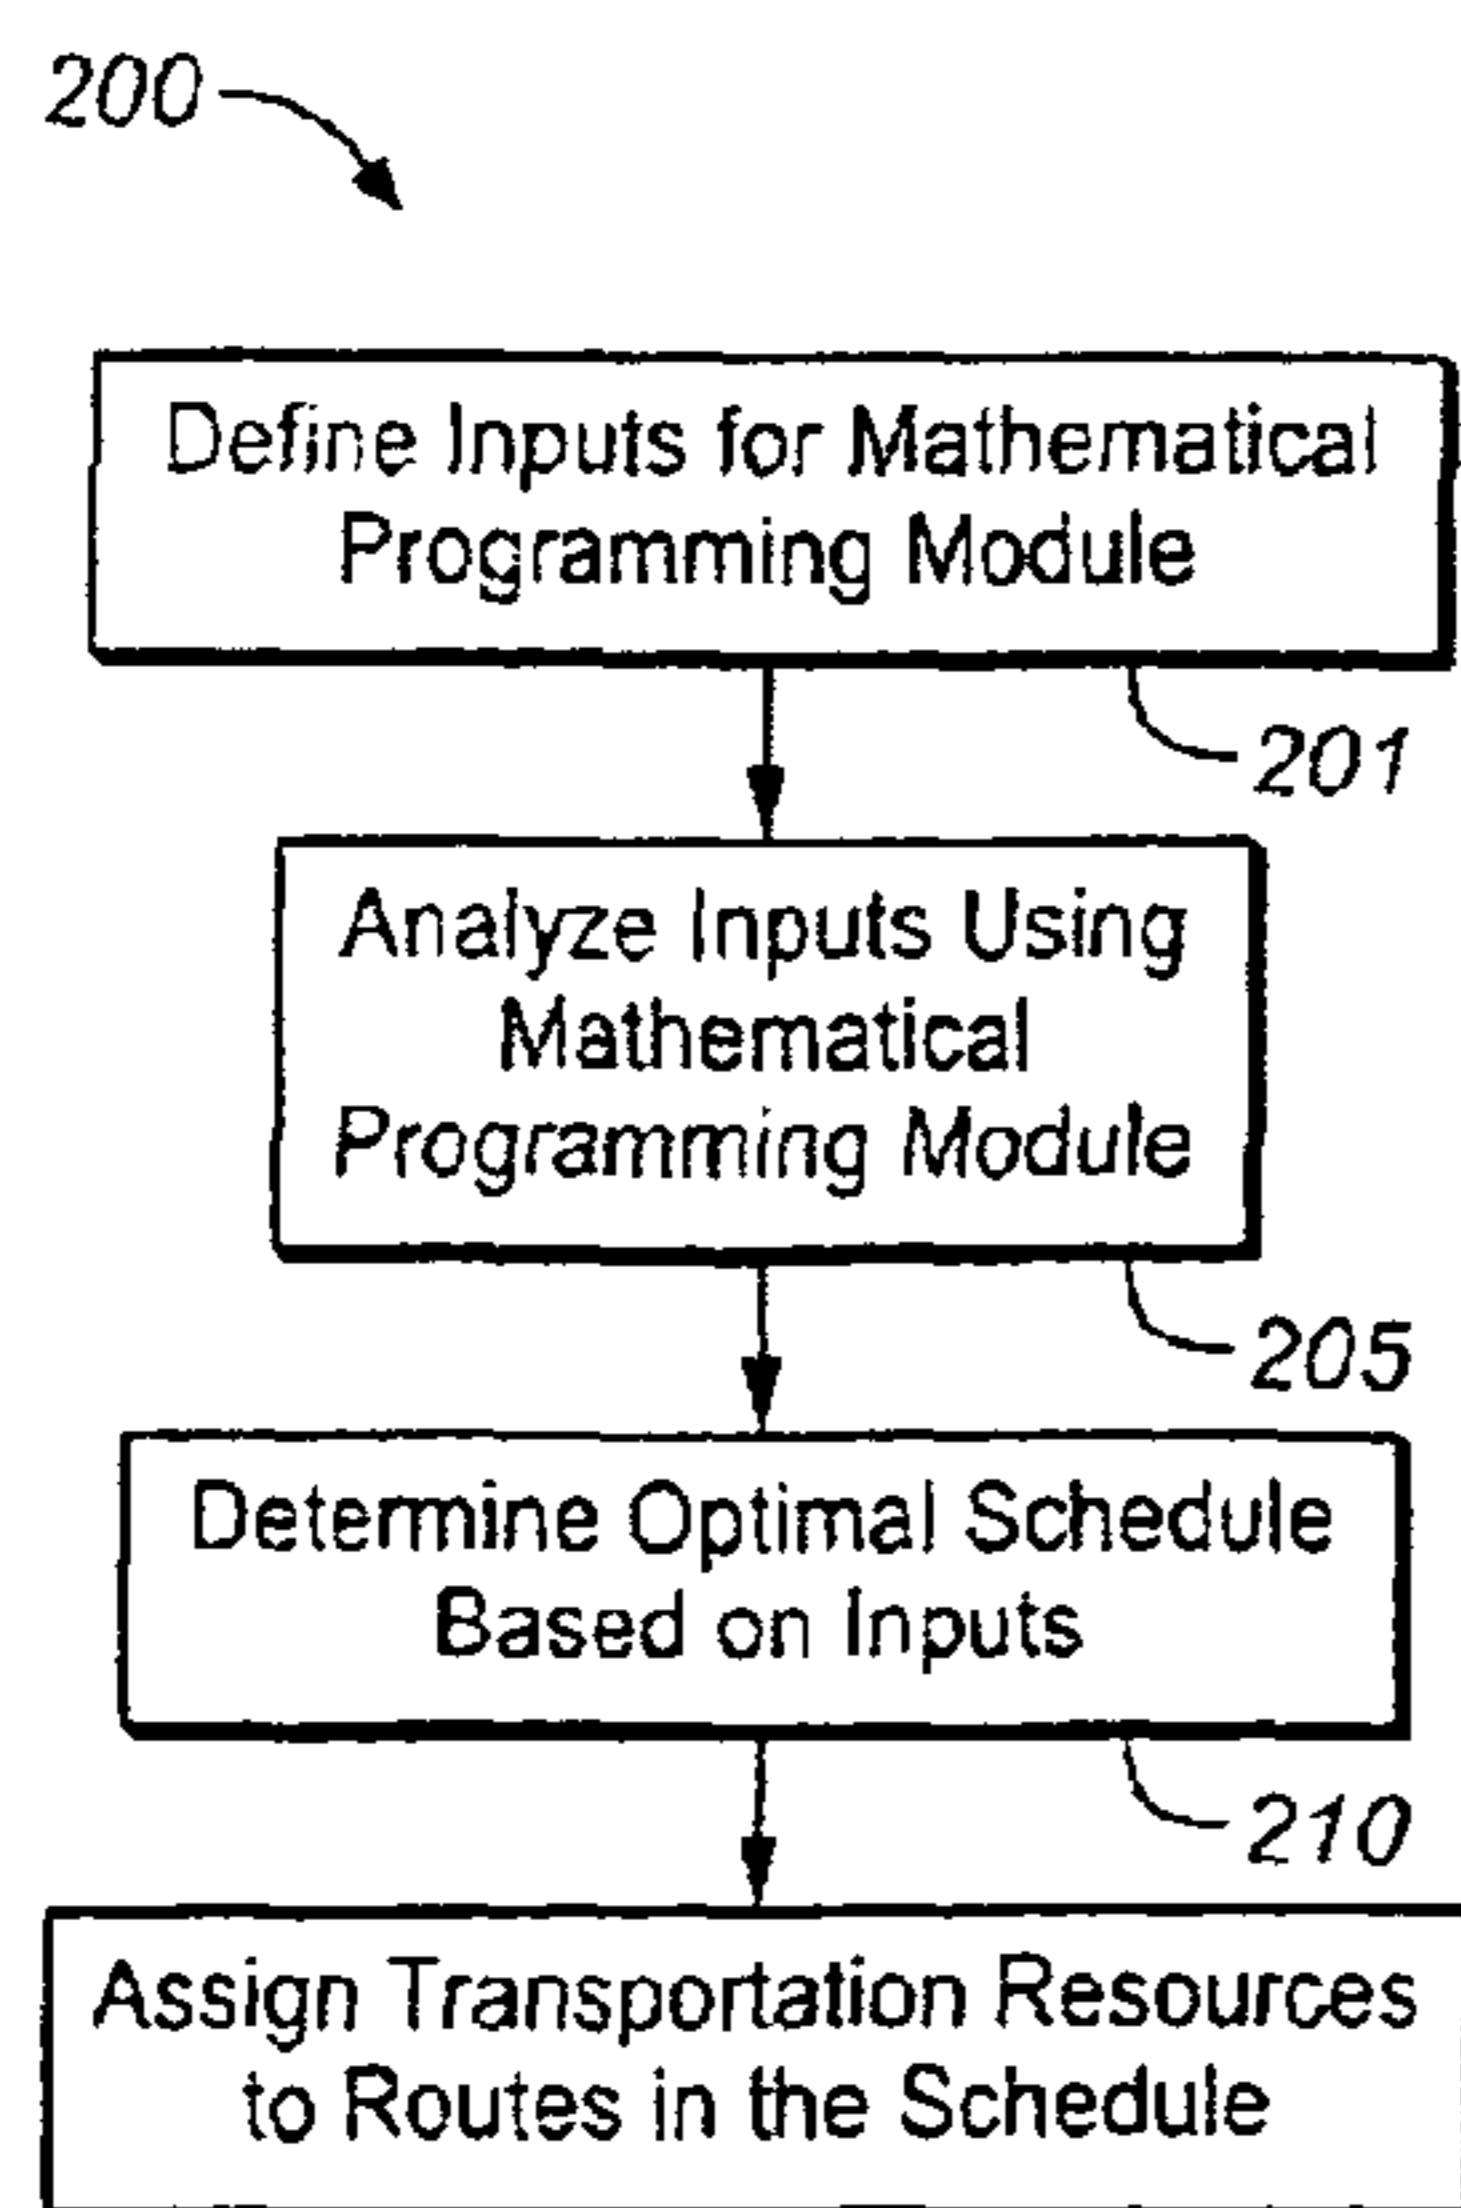 200
Define Inputs for Mathematical
Programming Module
201
Analyze Inputs Using
Mathematical
Programming Module
205
Determine Optimal Schedule
Based on Inputs
210
Assign Transportation Resources
to Routes in the Schedule